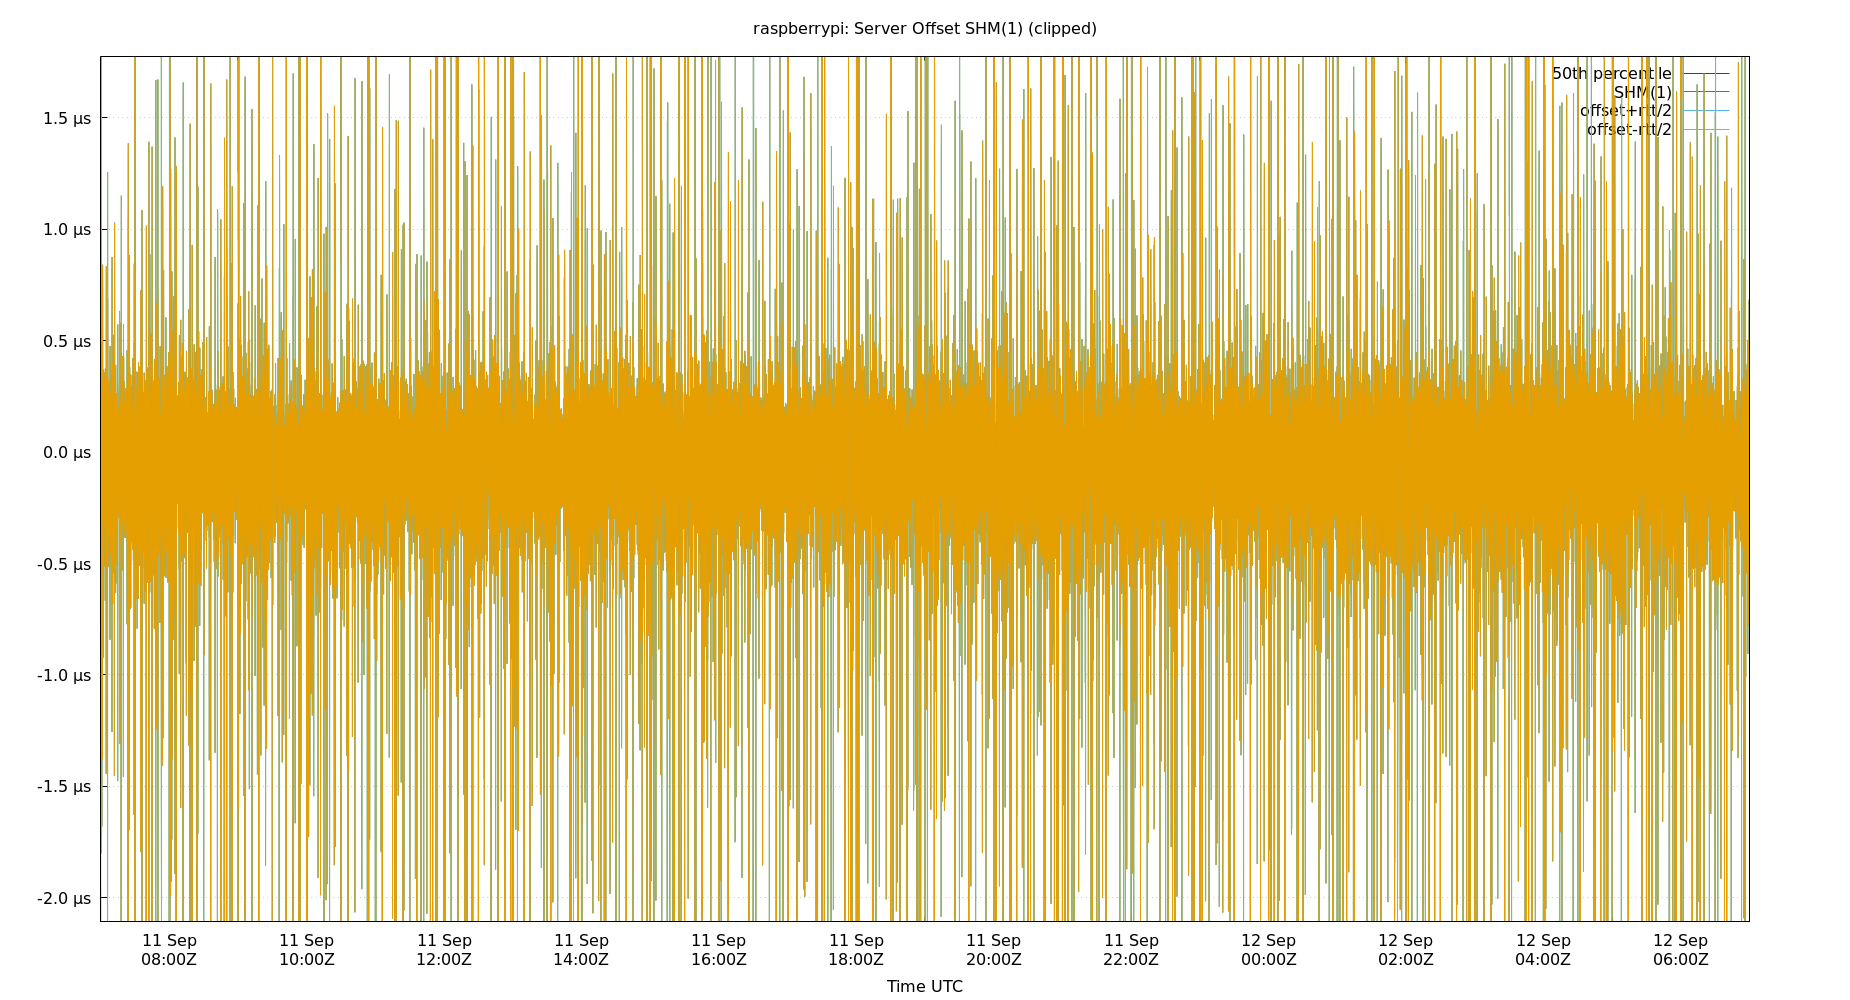 raspberrypi: Server Offset SHM(1) (clipped)
50th percentile
SHM(1)
offset+rtt/2
offset-rtt/2
1.5 µs
1.0 µs
0.5 µs
0.0 µs
-0.5 µs
-1.0 µs
-1.5 µs
-2.0 µs
11 Sep 11 Sep 11 Sep 11 Sep 11 Sep 11 Sep 11 Sep 11 Sep 12 Sep 12 Sep 12 Sep 12 Sep
08:00Z 10:00Z 12:00Z 14:00Z 16:00Z 18:00Z 20:00Z 22:00Z 00:00Z 02:00Z 04:00Z 06:00Z
Time UTC